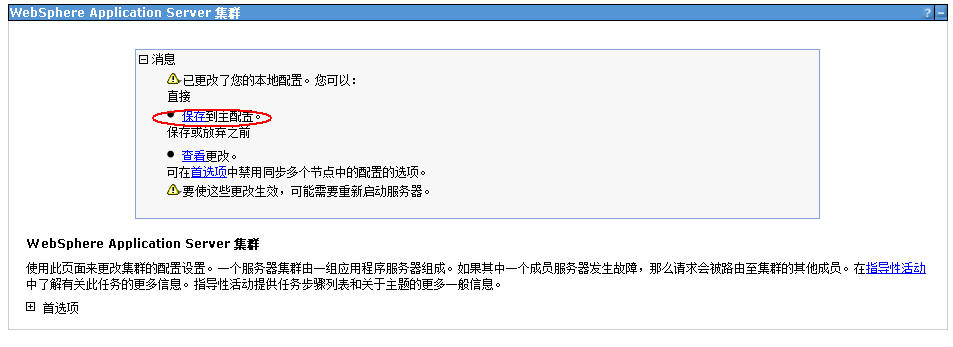 WebSphere Application Server 集群 ? –
消息
已更改了您的本地配置。您可以:
直接
• 保存到主配置。
保存或放弃之前
• 查看更改。
可在首选项中禁用同步多个节点中的配置的选项。
要使这些更改生效，可能需要重新启动服务器。
WebSphere Application Server 集群
使用此页面来更改集群的配置设置。一个服务器集群由一组应用程序服务器组成。如果其中一个成员服务器发生故障，那么请求会被路由至集群的其他成员。在指导性活动
中了解有关此任务的更多信息。指导性活动提供任务步骤列表和关于主题的更多一般信息。
首选项